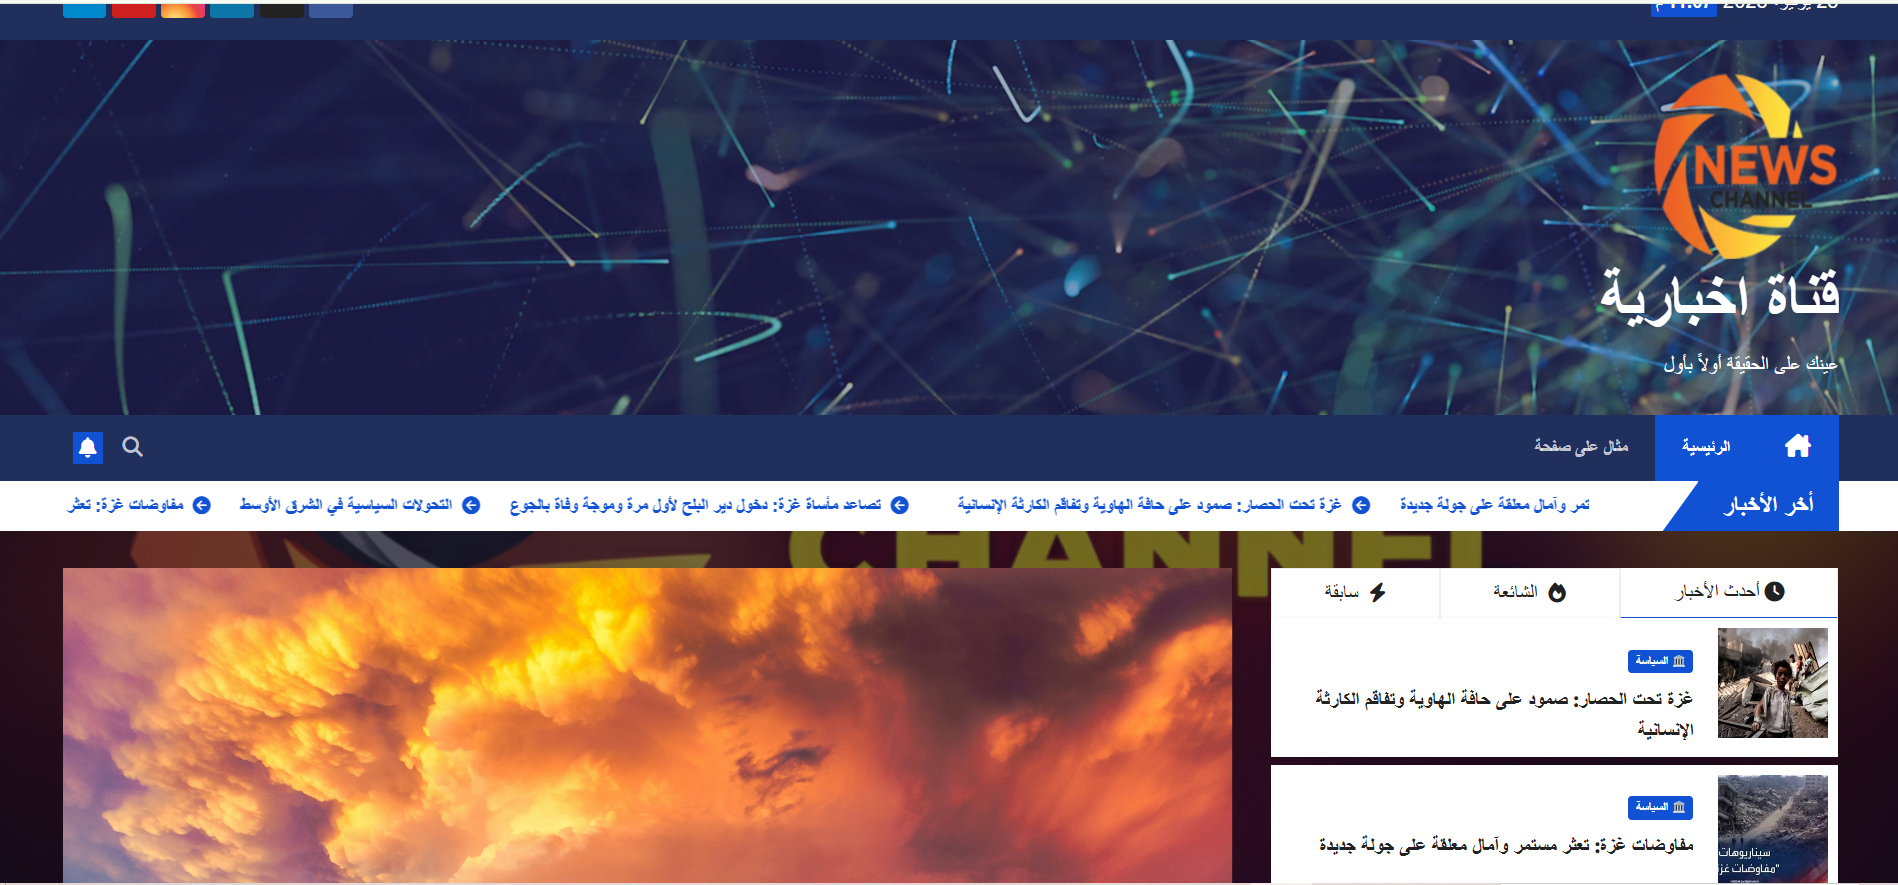 NEWS
CHANNEL
قناة اخبارية
عينك على الحقيقة أولاً بأول
الرئيسية
مثال على صفحة
أخر الأخبار
تمر وآمال معلقة على جولة جديدة
غزة تحت الحصار: صمود على حافة الهاوية وتفاقم الكارثة الإنسانية
تصاعد مأساة غزة: دخول دير البلح لأول مرة وموجة وفاة بالجوع
التحولات السياسية في الشرق الأوسط
مفاوضات غزة: تعثر
CHANNEL
أحدث الأخبار
الشائعة
سابقة
السياسة
غزة تحت الحصار: صمود على حافة الهاوية وتفاقم الكارثة
الإنسانية
السياسة
مفاوضات غزة: تعثر مستمر وآمال معلقة على جولة جديدة
سيناريوهات